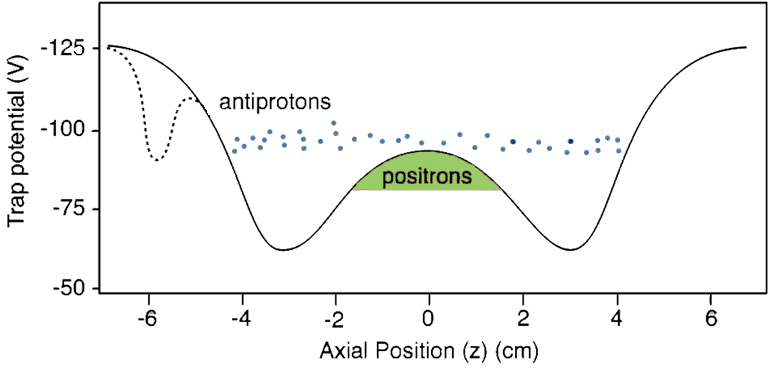 Trap potential (V)
-125
-100
-75
-50
antiprotons
positrons
-6
-4
-2
0
2
4
6
Axial Position (z) (cm)